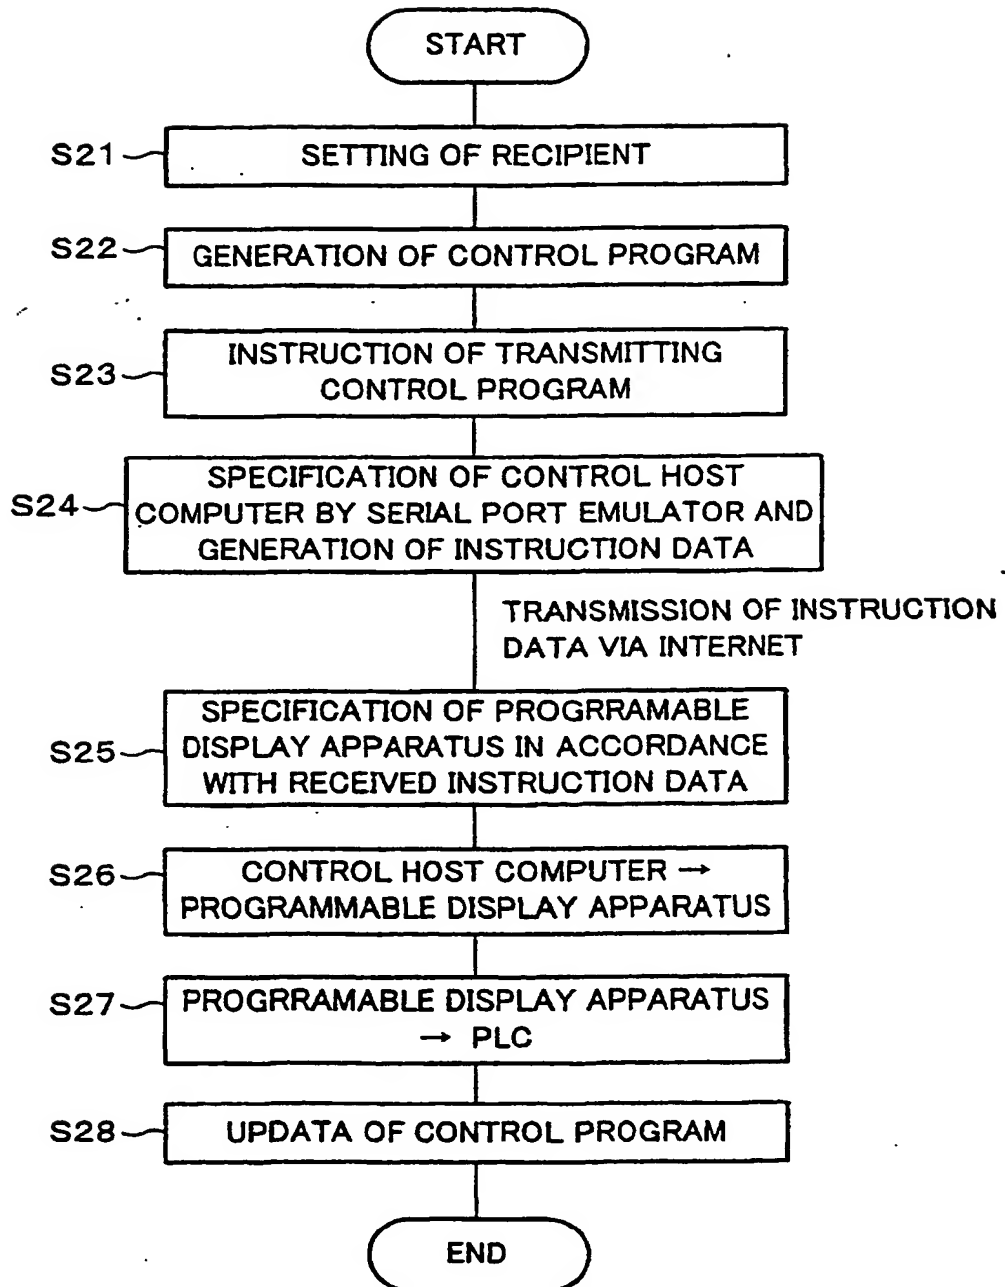 START
S21
SETTING OF RECIPIENT
S22
GENERATION OF CONTROL PROGRAM
S23
INSTRUCTION OF TRANSMITTING
CONTROL PROGRAM
S24
SPECIFICATION OF CONTROL HOST
COMPUTER BY SERIAL PORT EMULATOR AND
GENERATION OF INSTRUCTION DATA
TRANSMISSION OF INSTRUCTION
DATA VIA INTERNET
S25
SPECIFICATION OF PROGRRAMABLE
DISPLAY APPARATUS IN ACCORDANCE
WITH RECEIVED INSTRUCTION DATA
S26
CONTROL HOST COMPUTER →
PROGRAMMABLE DISPLAY APPARATUS
S27
PROGRRAMABLE DISPLAY APPARATUS
→ PLC
S28
UPDATA OF CONTROL PROGRAM
END